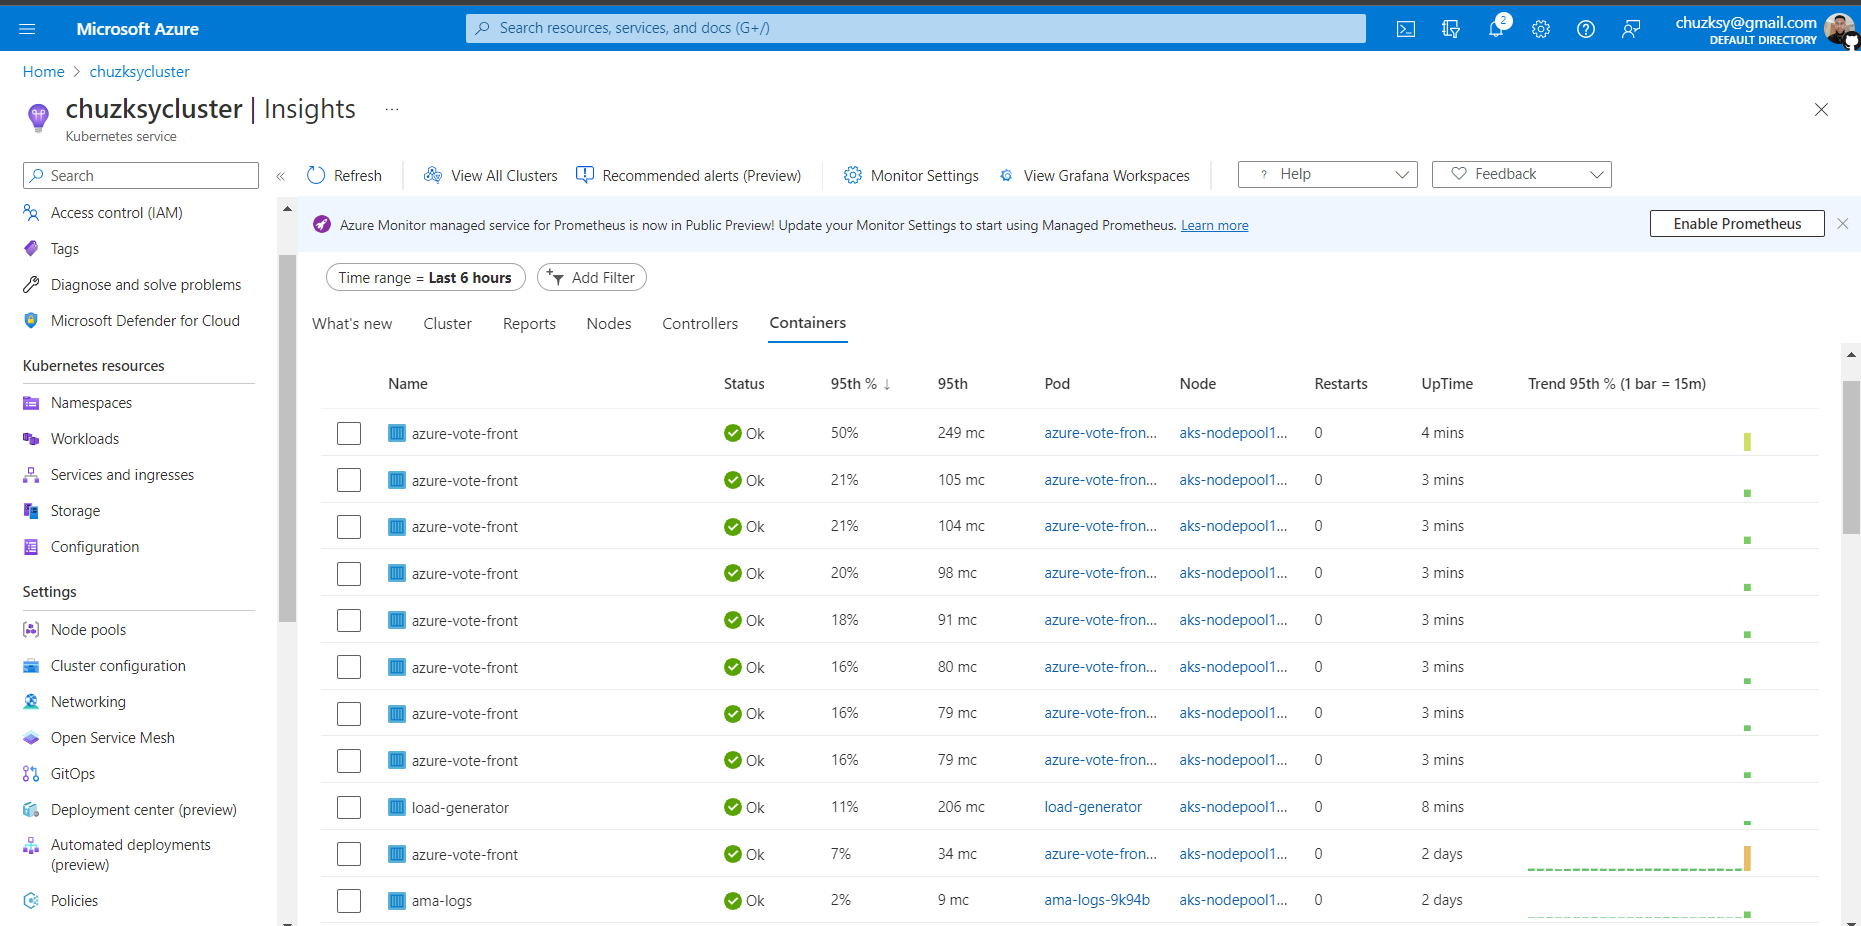 Microsoft Azure
Search resources, services, and docs (G+/)
2
chuzksy@gmail.com
DEFAULT DIRECTORY
Home > chuzksycluster
chuzksycluster | Insights ...
Kubernetes service
Search
«
Refresh
View All Clusters
Recommended alerts (Preview)
Monitor Settings
View Grafana Workspaces
? Help
Feedback
Access control (IAM)
Tags
Diagnose and solve problems
Microsoft Defender for Cloud
Kubernetes resources
Namespaces
Workloads
Services and ingresses
Storage
Configuration
Settings
Node pools
Cluster configuration
Networking
Open Service Mesh
GitOps
Deployment center (preview)
Automated deployments
(preview)
Policies
Azure Monitor managed service for Prometheus is now in Public Preview! Update your Monitor Settings to start using Managed Prometheus. Learn more
Enable Prometheus
Time range = Last 6 hours
Add Filter
What's new Cluster Reports Nodes Controllers Containers
Name Status 95th % ↓ 95th Pod Node Restarts UpTime Trend 95th % (1 bar = 15m)
azure-vote-front Ok 50% 249 mc azure-vote-fron... aks-nodepool1... 0 4 mins
azure-vote-front Ok 21% 105 mc azure-vote-fron... aks-nodepool1... 0 3 mins
azure-vote-front Ok 21% 104 mc azure-vote-fron... aks-nodepool1... 0 3 mins
azure-vote-front Ok 20% 98 mc azure-vote-fron... aks-nodepool1... 0 3 mins
azure-vote-front Ok 18% 91 mc azure-vote-fron... aks-nodepool1... 0 3 mins
azure-vote-front Ok 16% 80 mc azure-vote-fron... aks-nodepool1... 0 3 mins
azure-vote-front Ok 16% 79 mc azure-vote-fron... aks-nodepool1... 0 3 mins
azure-vote-front Ok 16% 79 mc azure-vote-fron... aks-nodepool1... 0 3 mins
load-generator Ok 11% 206 mc load-generator aks-nodepool1... 0 8 mins
azure-vote-front Ok 7% 34 mc azure-vote-fron... aks-nodepool1... 0 2 days
ama-logs Ok 2% 9 mc ama-logs-9k94b aks-nodepool1... 0 2 days